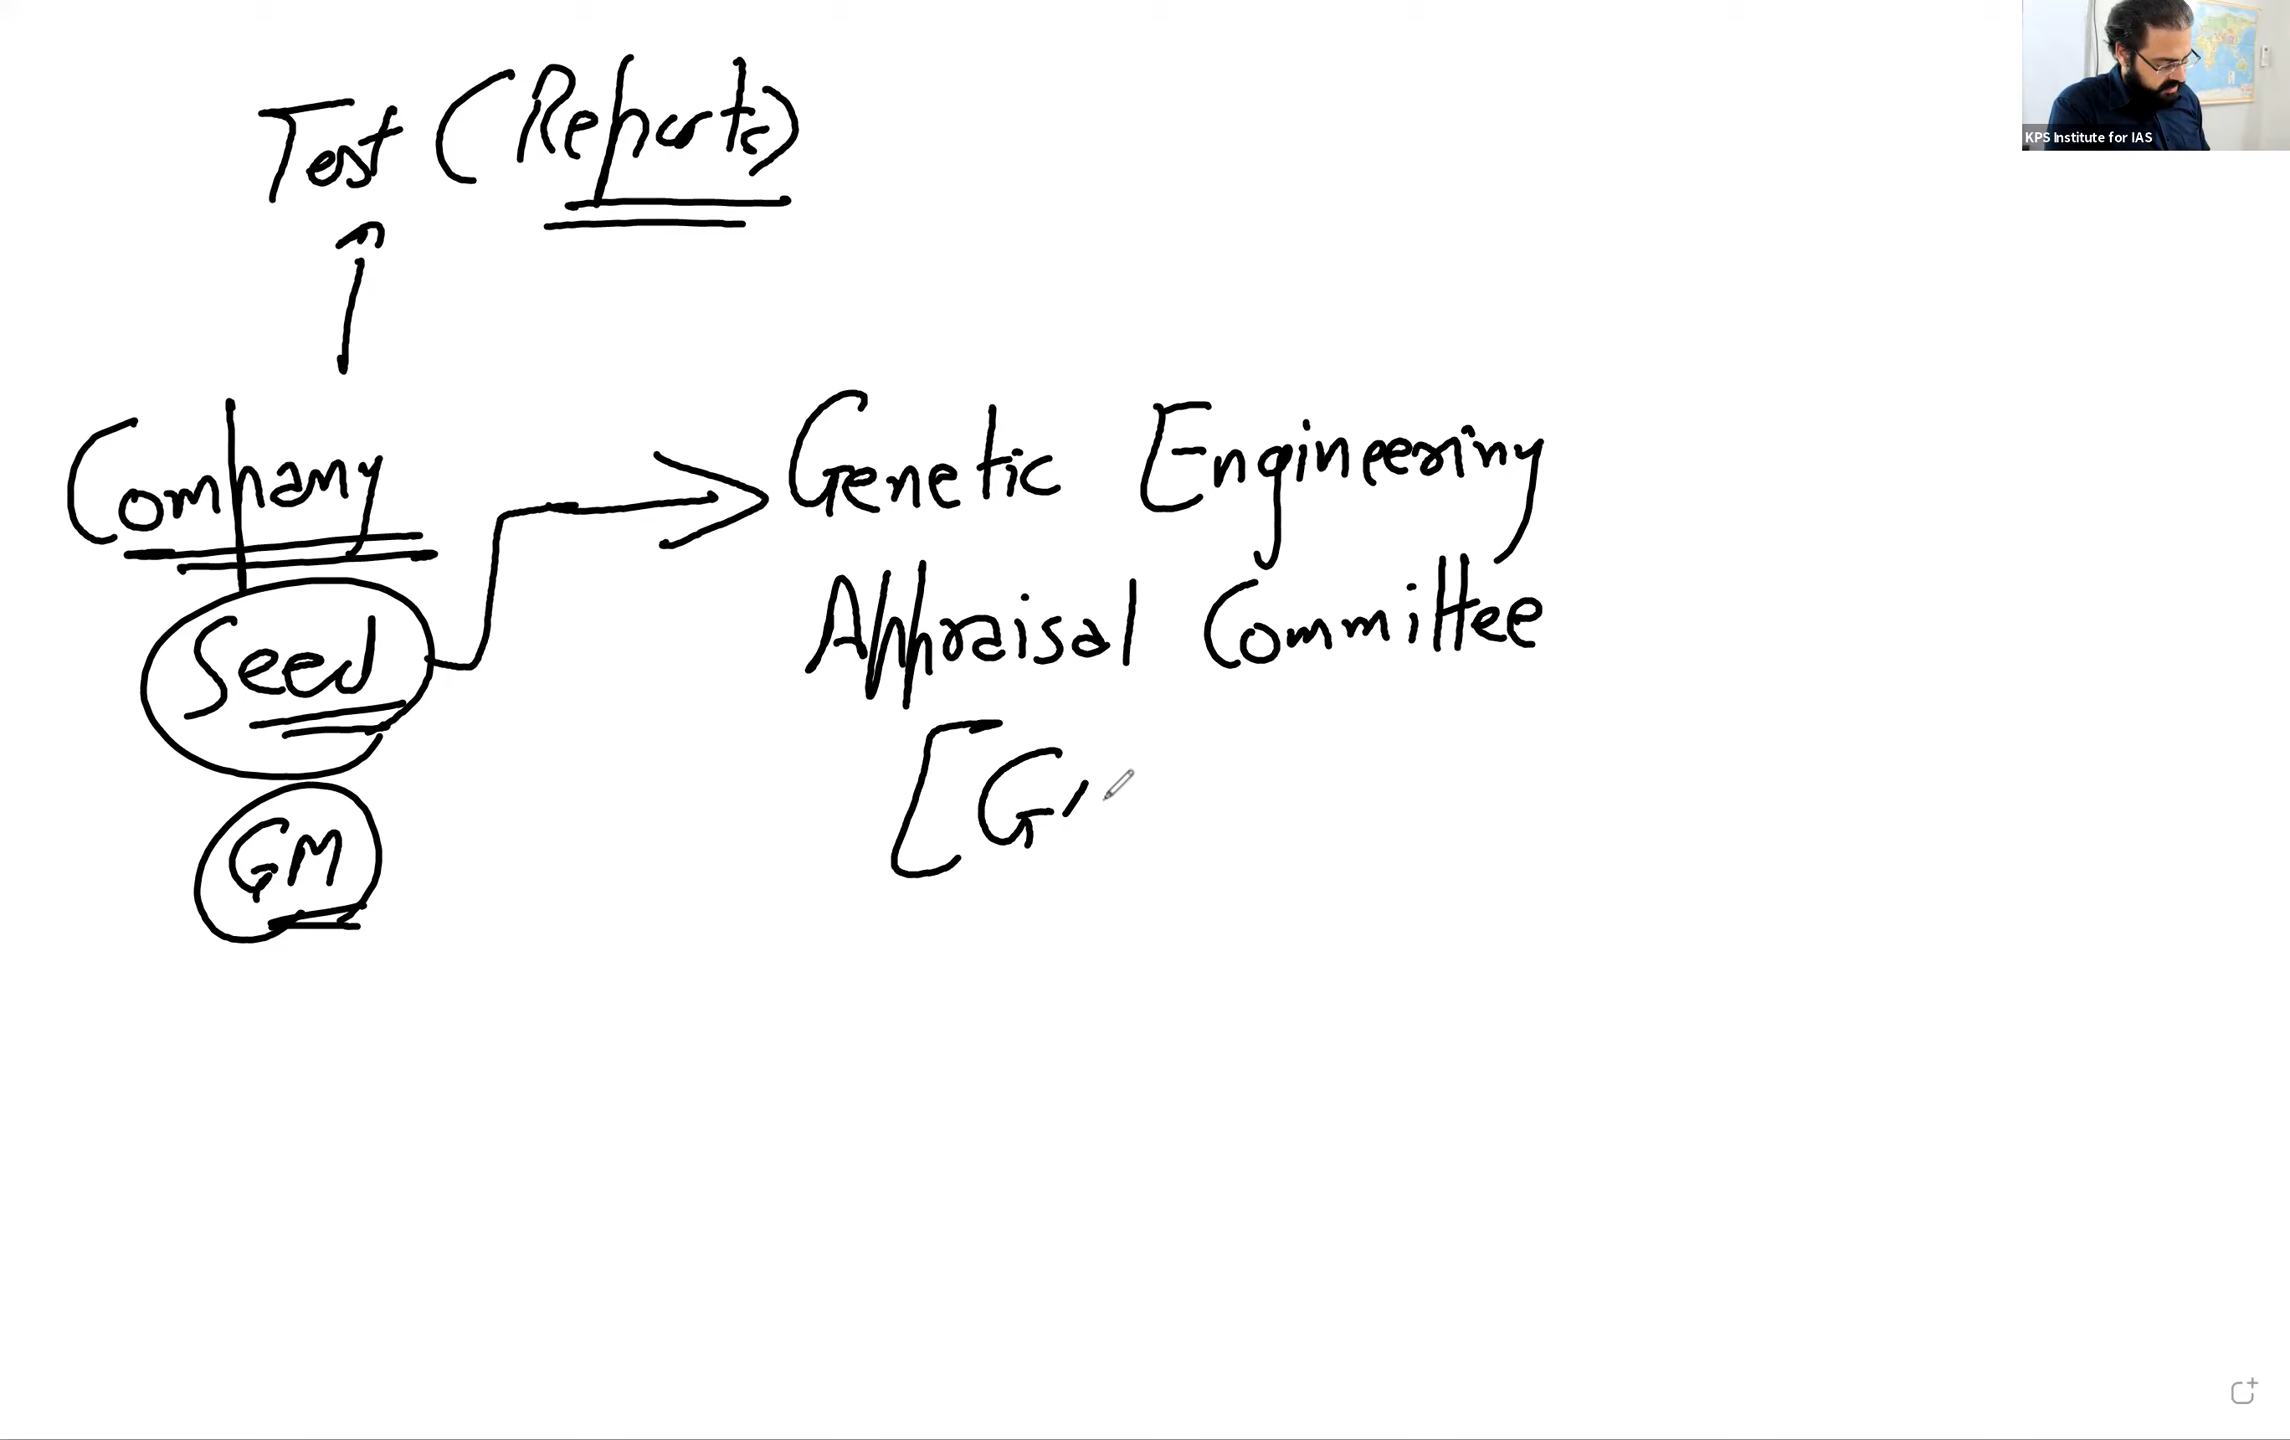 Test (Reports)
KPS Institute for IAS
Company
Genetic Engineering
Seed
Appraisal Committee
[G
GM